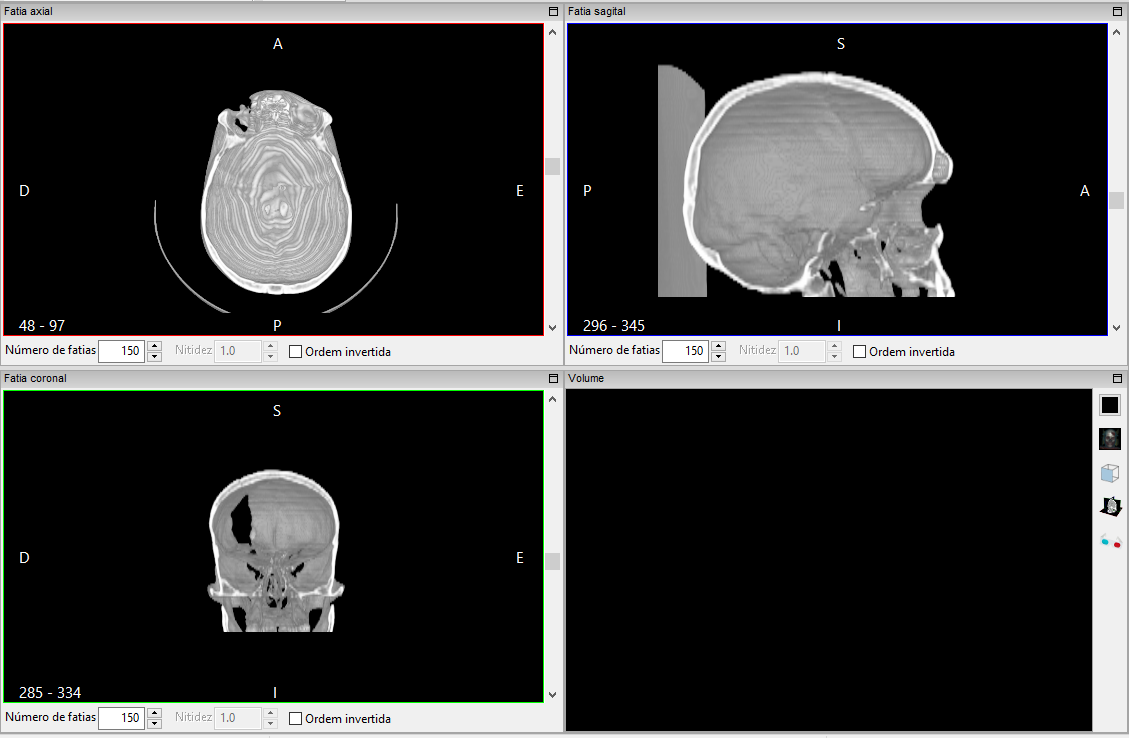 Fatia axial
A
D
E
48 - 97
P
Número de fatias 150 Nitidez 1.0 Ordem invertida
Fatia sagital
S
P
A
296 - 345
I
Número de fatias 150 Nitidez 1.0 Ordem invertida
Fatia coronal
S
D
E
285 - 334
I
Número de fatias 150 Nitidez 1.0 Ordem invertida
Volume